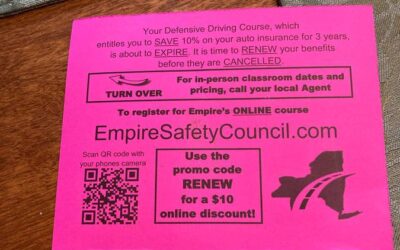 Your Defensive Driving Course, which
entitles you to SAVE 10% on your auto insurance for 3 years,
is about to EXPIRE. It is time to RENEW your benefits
before they are CANCELLED.
TURN OVER
For in-person classroom dates and
pricing, call your local Agent
To register for Empire's ONLINE course
EmpireSafetyCouncil.com
Scan QR code with
your phones camera
Use the
promo code
RENEW
for a $10
online discount!